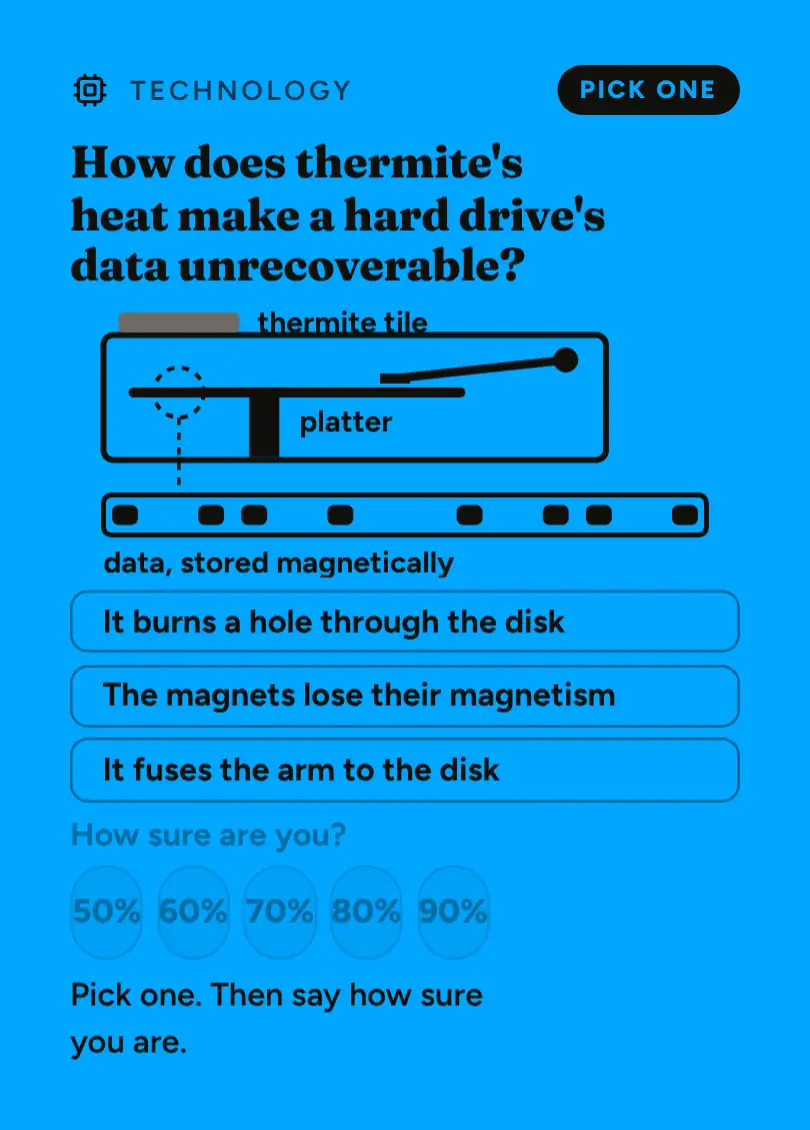 TECHNOLOGY
PICK ONE
How does thermite's
heat make a hard drive's
data unrecoverable?
thermite tile
platter
data, stored magnetically
It burns a hole through the disk
The magnets lose their magnetism
It fuses the arm to the disk
How sure are you?
50% 60% 70% 80% 90%
Pick one. Then say how sure
you are.